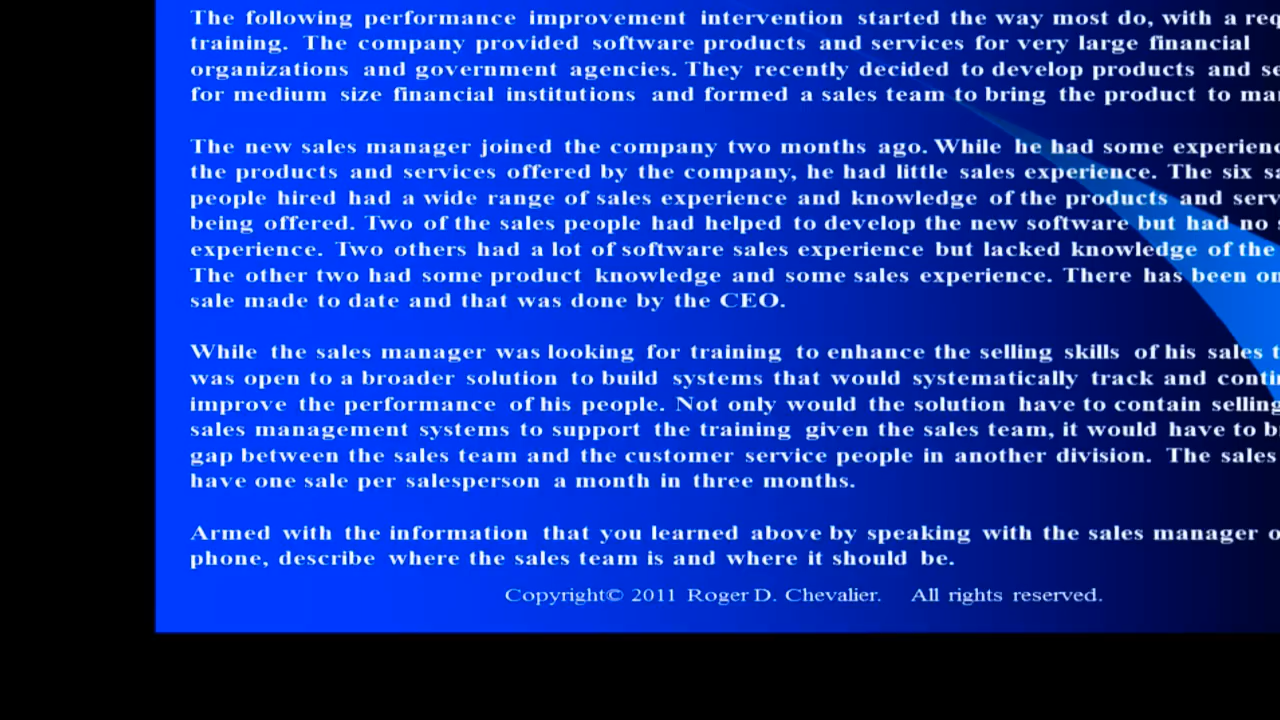 The following performance improvement intervention started the way most do, with a
training. The company provided software products and services for very large financial
organizations and government agencies. They recently decided to develop products and
for medium size financial institutions and formed a sales team to bring the product to
The new sales manager joined the company two months ago. While he had some
the products and services offered by the company, he had little sales experience. The six
people hired had a wide range of sales experience and knowledge of the products and
being offered. Two of the sales people had helped to develop the new software but had no
experience. Two others had a lot of software sales experience but lacked knowledge of the
The other two had some product knowledge and some sales experience. There has been
sale made to date and that was done by the CEO.
While the sales manager was looking for training to enhance the selling skills of his sales
was open to a broader solution to build systems that would systematically track and
improve the performance of his people. Not only would the solution have to contain
sales management systems to support the training given the sales team, it would have to
gap between the sales team and the customer service people in another division. The sales
have one sale per salesperson a month in three months.
Armed with the information that you learned above by speaking with the sales manager
phone, describe where the sales team is and where it should be.
Copyright© 2011 Roger D. Chevalier. All rights reserved.